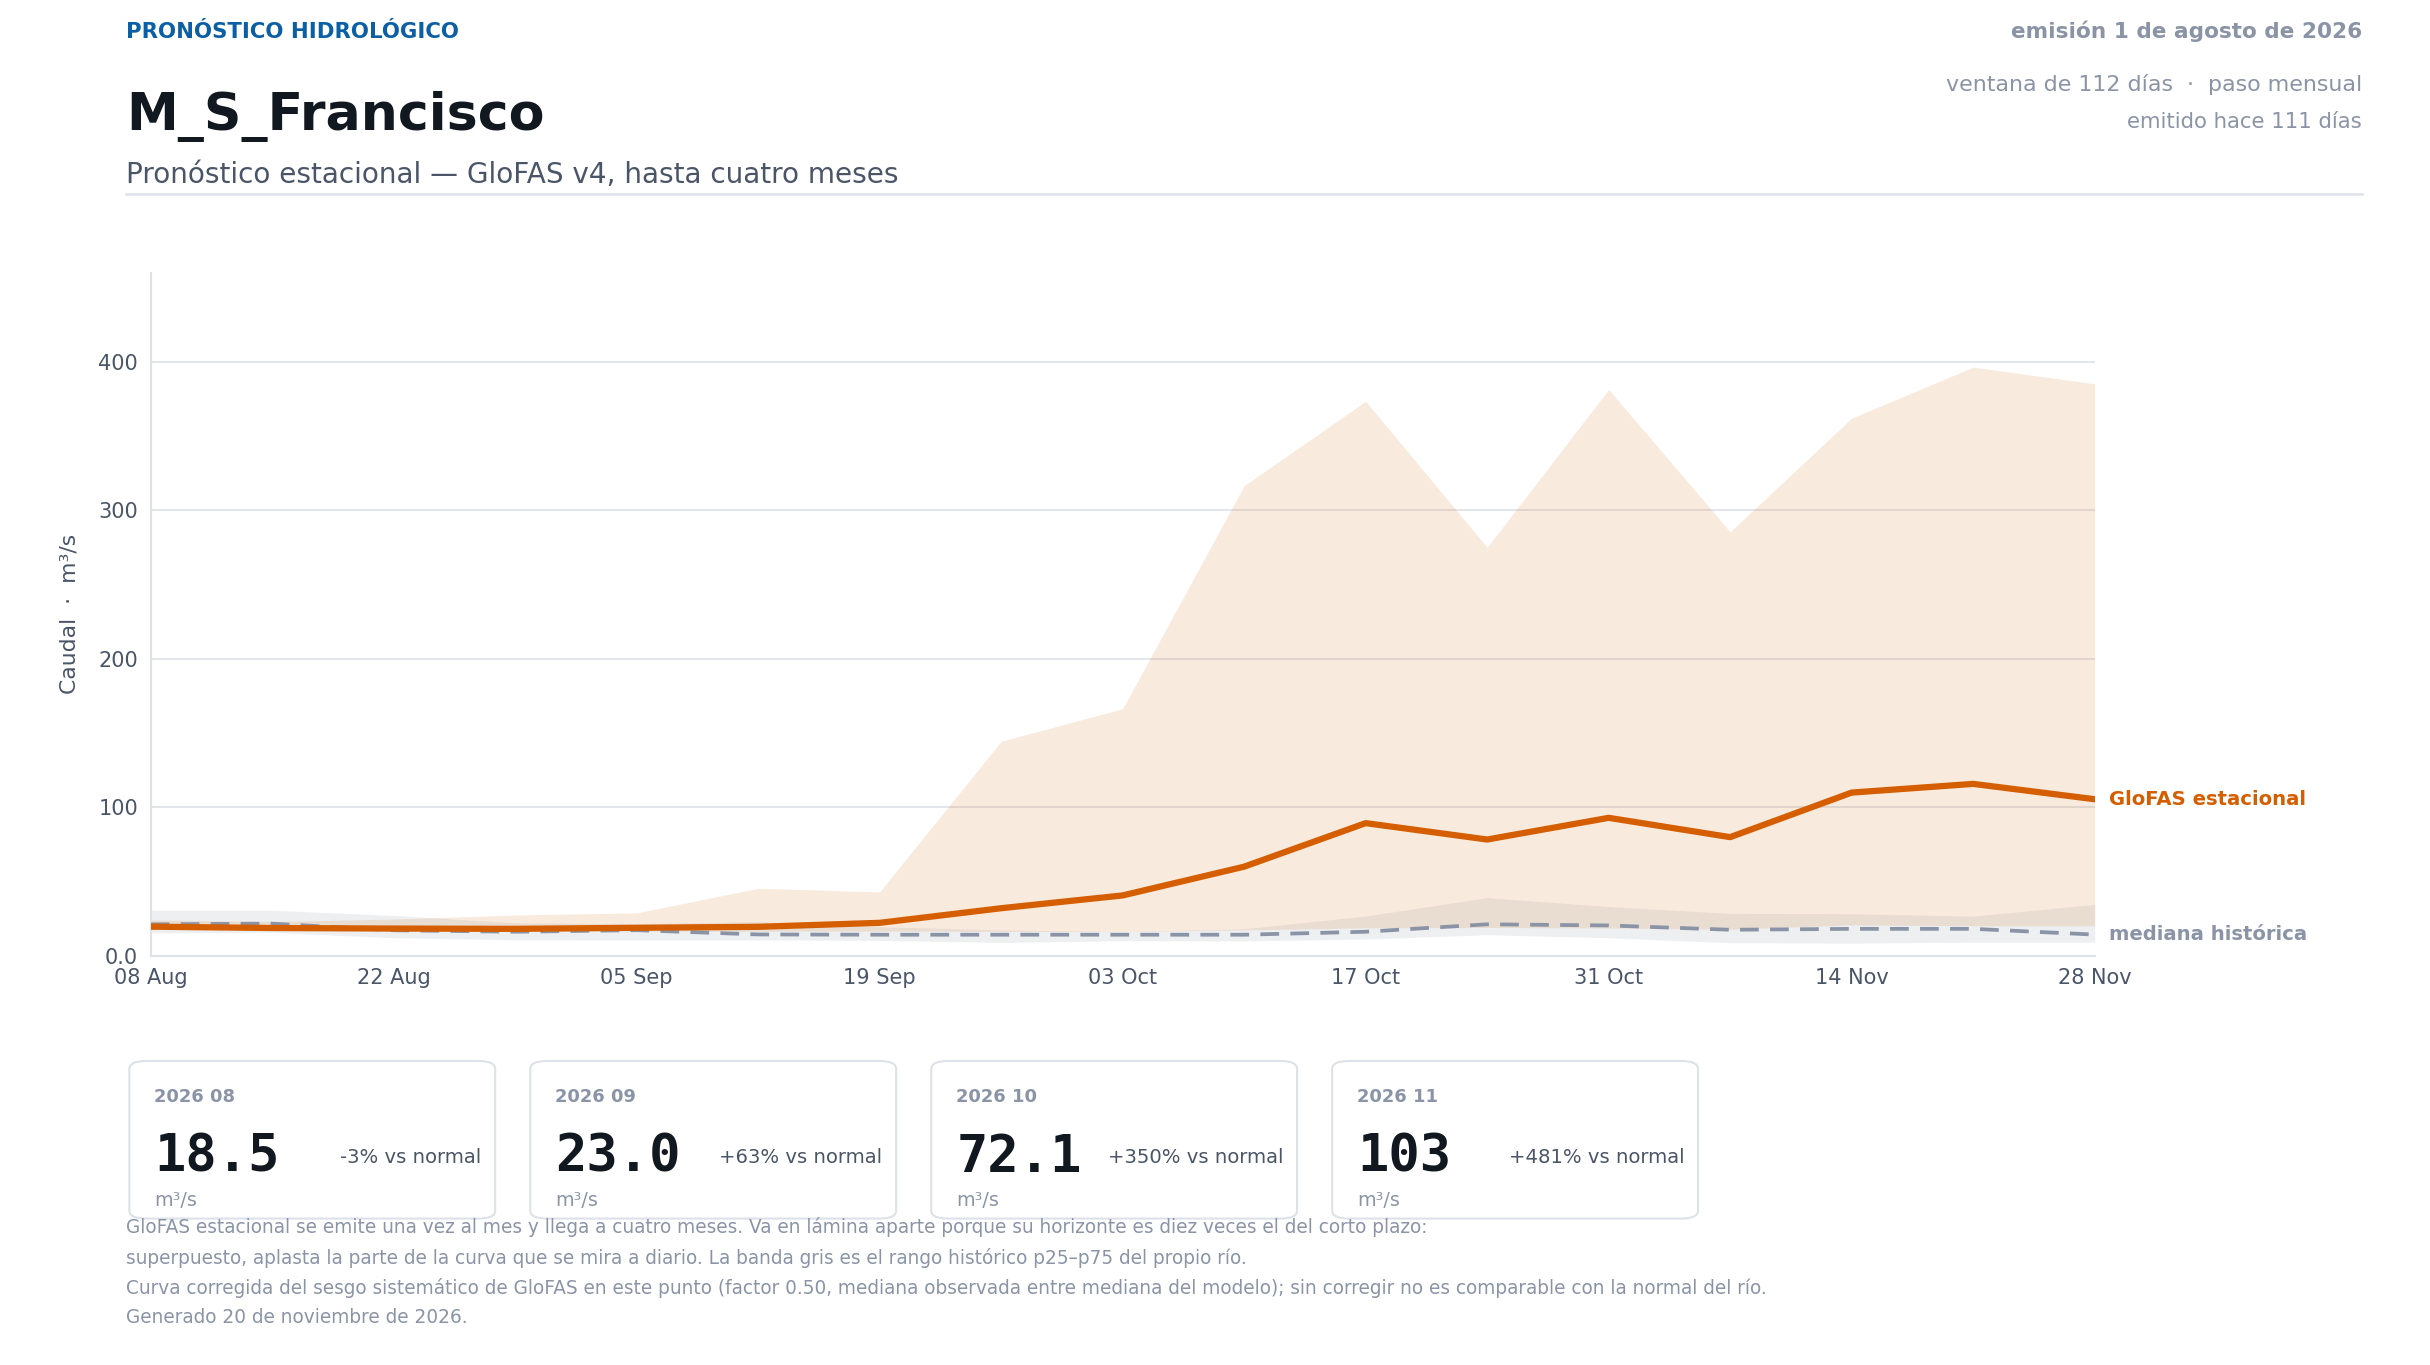 PRONÓSTICO HIDROLÓGICO
emisión 1 de agosto de 2026
M_S_Francisco
ventana de 112 días · paso mensual
emitido hace 111 días
Pronóstico estacional — GloFAS v4, hasta cuatro meses
Caudal · m³/s
400
300
200
100
0.0
GloFAS estacional
mediana histórica
08 Aug
22 Aug
05 Sep
19 Sep
03 Oct
17 Oct
31 Oct
14 Nov
28 Nov
2026 08
18.5
-3% vs normal
m³/s
2026 09
23.0
+63% vs normal
m³/s
2026 10
72.1
+350% vs normal
m³/s
2026 11
103
+481% vs normal
m³/s
GloFAS estacional se emite una vez al mes y llega a cuatro meses. Va en lámina aparte porque su horizonte es diez veces el del corto plazo:
superpuesto, aplasta la parte de la curva que se mira a diario. La banda gris es el rango histórico p25–p75 del propio río.
Curva corregida del sesgo sistemático de GloFAS en este punto (factor 0.50, mediana observada entre mediana del modelo); sin corregir no es comparable con la normal del río.
Generado 20 de noviembre de 2026.